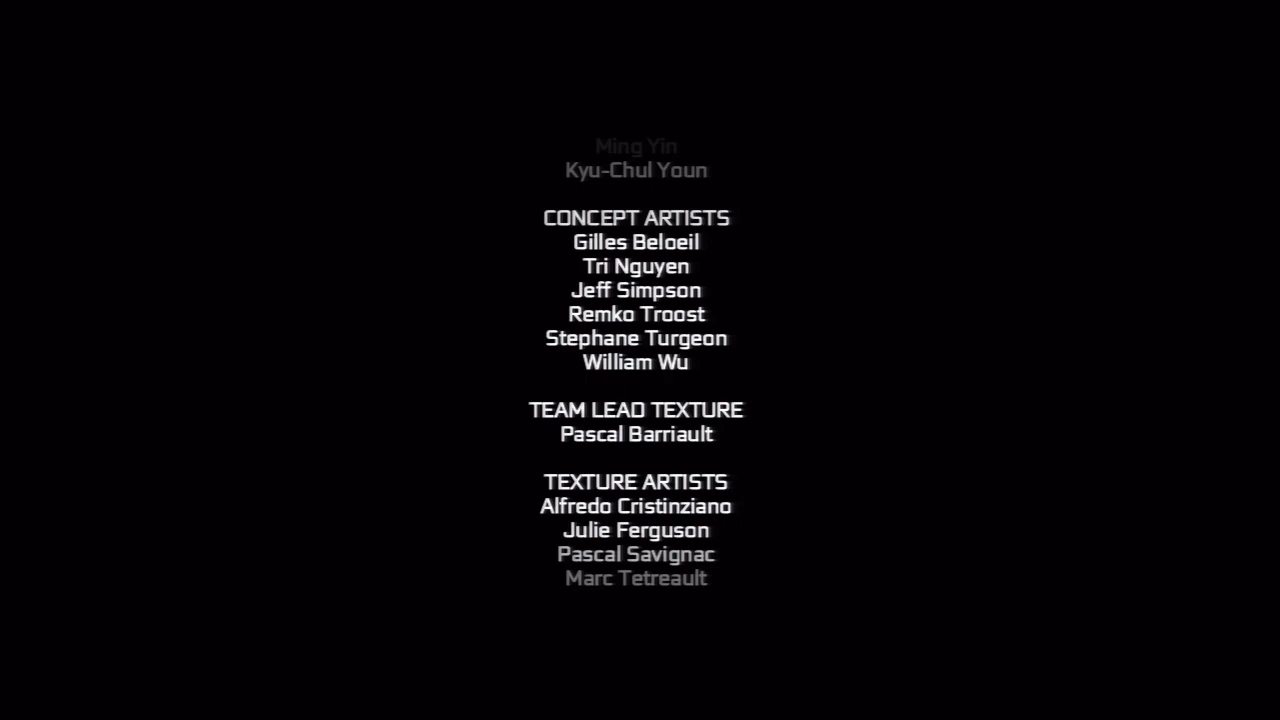 Ming Yin
Kyu-Chul Youn
CONCEPT ARTISTS
Gilles Beloeil
Tri Nguyen
Jeff Simpson
Remko Troost
Stephane Turgeon
William Wu
TEAM LEAD TEXTURE
Pascal Barriault
TEXTURE ARTISTS
Alfredo Cristinziano
Julie Ferguson
Pascal Savignac
Marc Tetreault